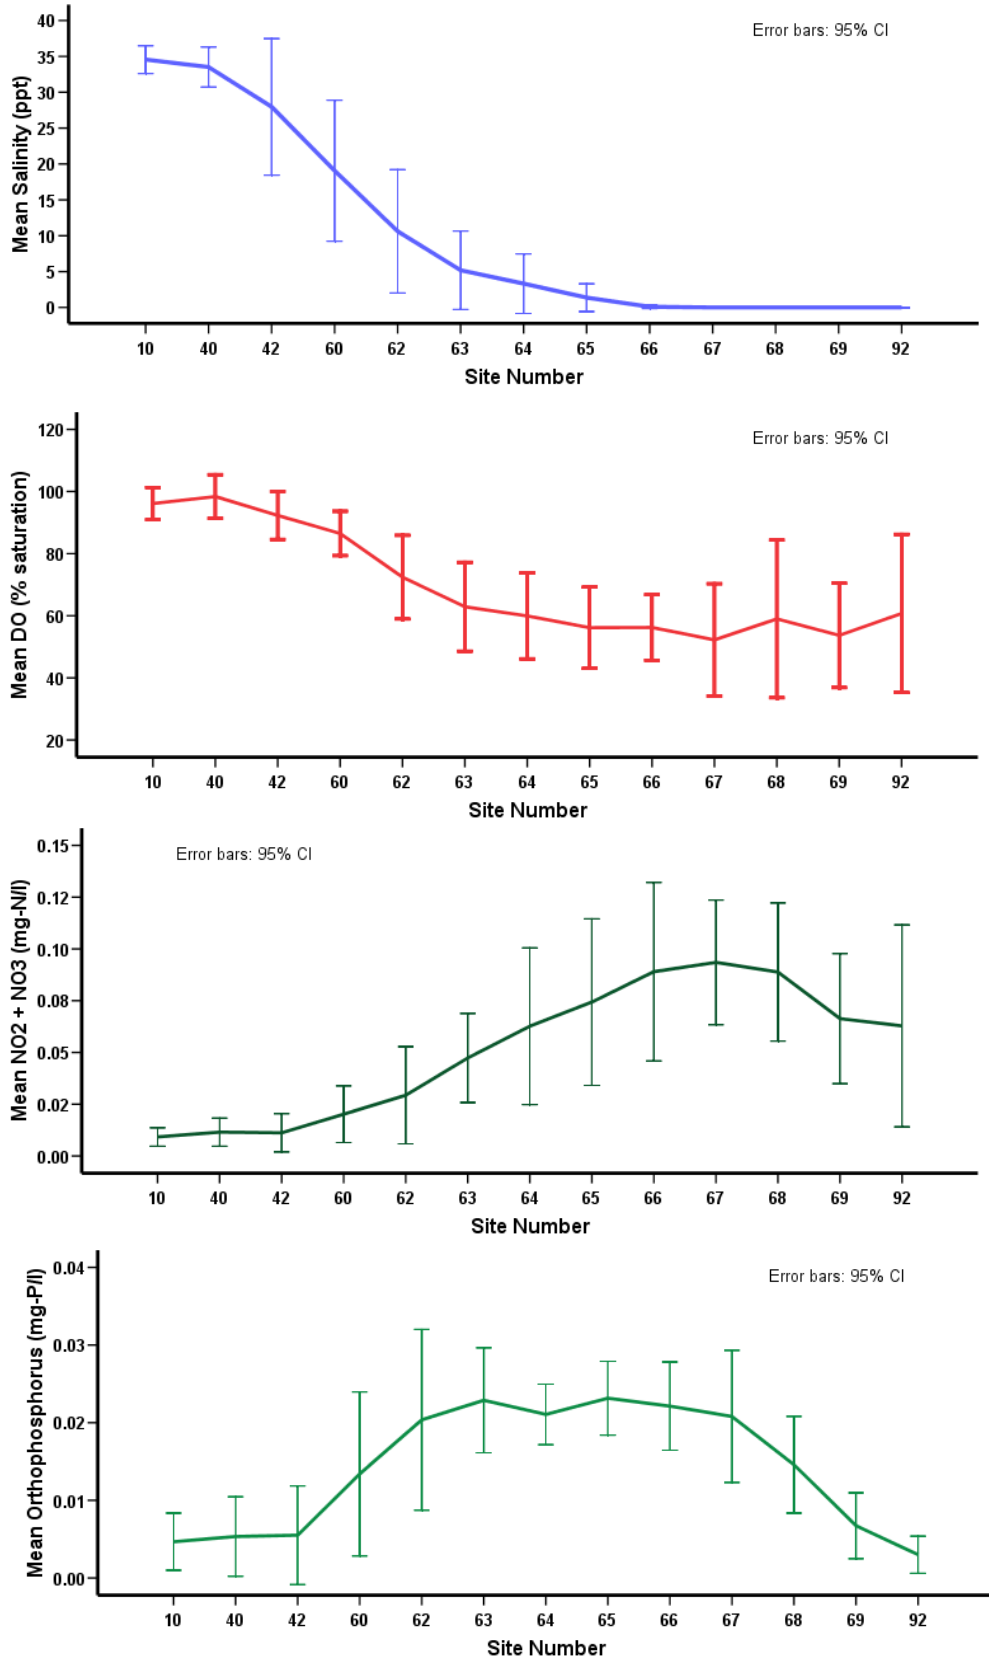 Error bars: 95% CI
Mean Salinity (ppt)
40
35
30
25
20
15
10
5
0
10 40 42 60 62 63 64 65 66 67 68 69 92
Site Number
Error bars: 95% CI
Mean DO (% saturation)
120
100
80
60
40
20
10 40 42 60 62 63 64 65 66 67 68 69 92
Site Number
Error bars: 95% CI
Mean NO2 + NO3 (mg-N/l)
0.15
0.12
0.10
0.08
0.05
0.02
0.00
10 40 42 60 62 63 64 65 66 67 68 69 92
Site Number
Error bars: 95% CI
Mean Orthophosphorus (mg-P/l)
0.04
0.03
0.02
0.01
0.00
10 40 42 60 62 63 64 65 66 67 68 69 92
Site Number